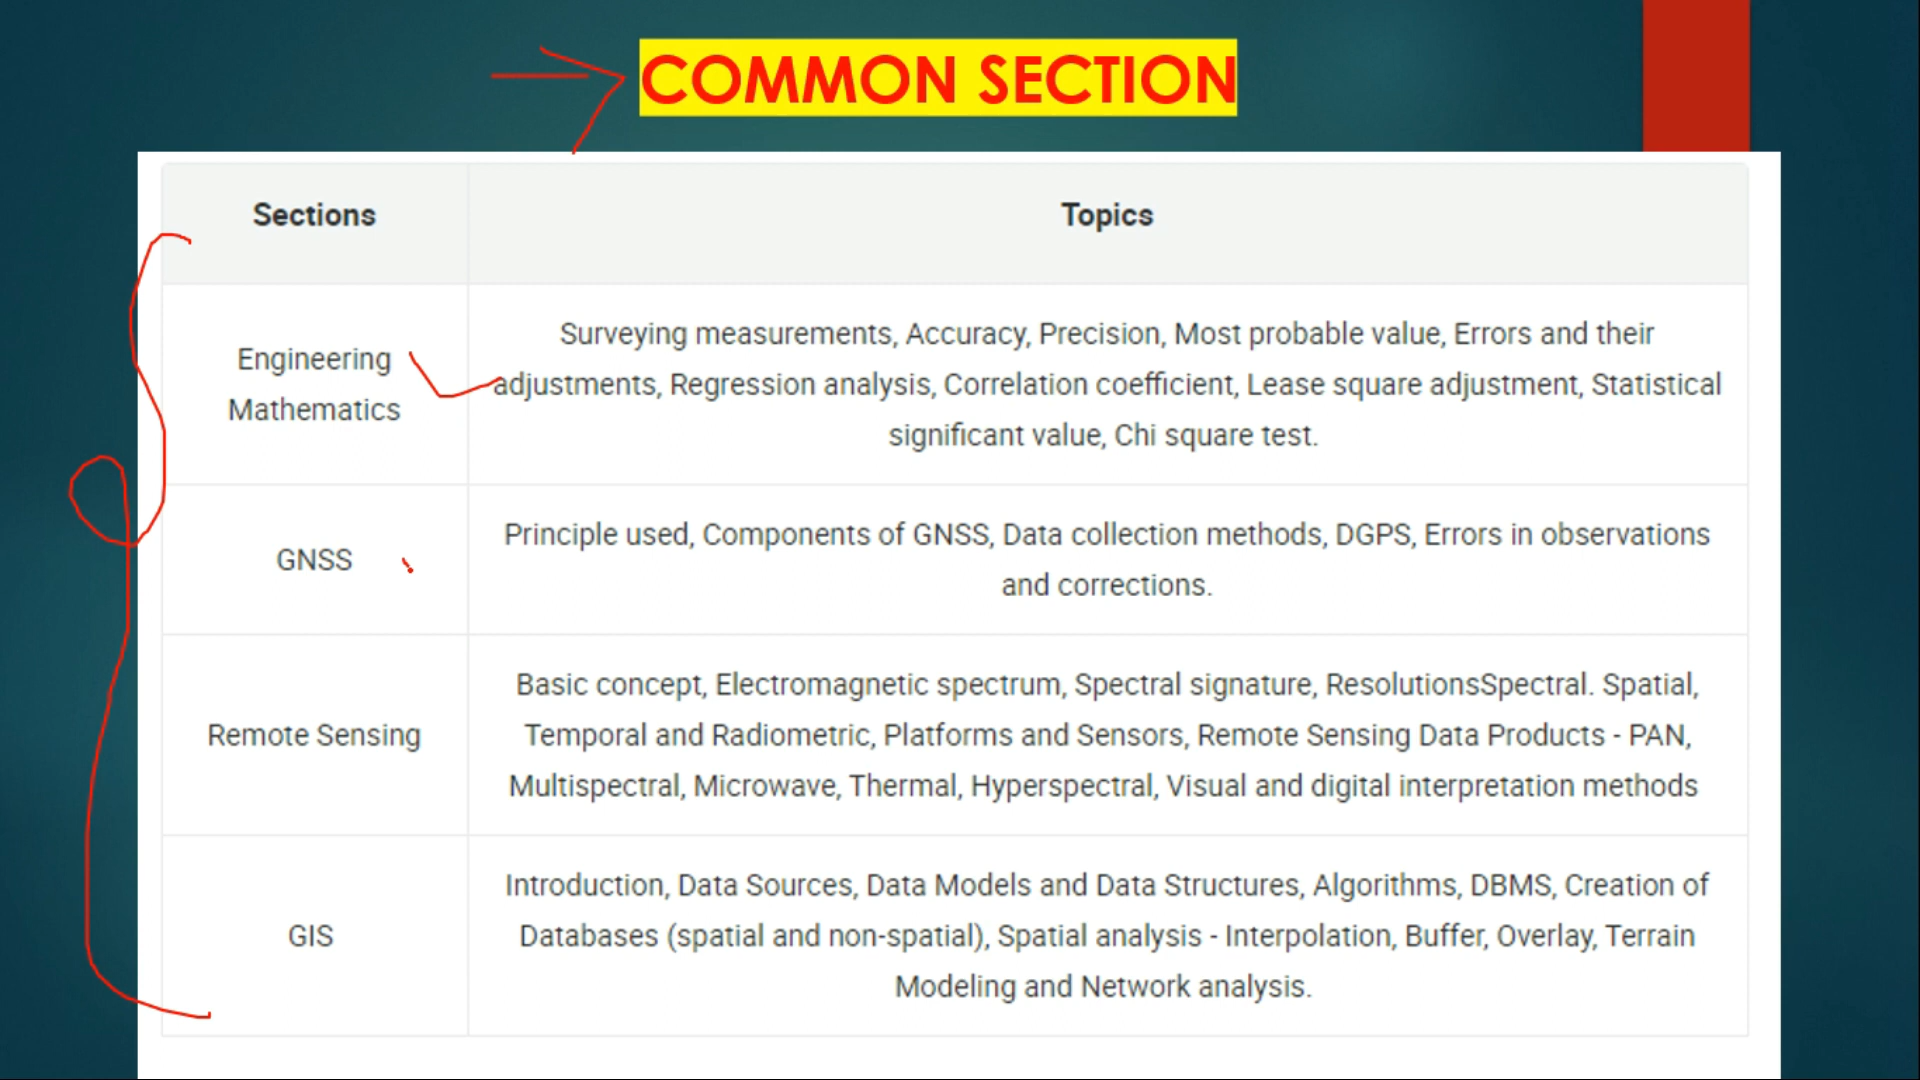 COMMON SECTION
Sections
Topics
Engineering
Mathematics
Surveying measurements, Accuracy, Precision, Most probable value, Errors and their
adjustments, Regression analysis, Correlation coefficient, Lease square adjustment, Statistical
significant value, Chi square test.
GNSS
Principle used, Components of GNSS, Data collection methods, DGPS, Errors in observations
and corrections.
Remote Sensing
Basic concept, Electromagnetic spectrum, Spectral signature, ResolutionsSpectral. Spatial,
Temporal and Radiometric, Platforms and Sensors, Remote Sensing Data Products - PAN,
Multispectral, Microwave, Thermal, Hyperspectral, Visual and digital interpretation methods
GIS
Introduction, Data Sources, Data Models and Data Structures, Algorithms, DBMS, Creation of
Databases (spatial and non-spatial), Spatial analysis - Interpolation, Buffer, Overlay, Terrain
Modeling and Network analysis.